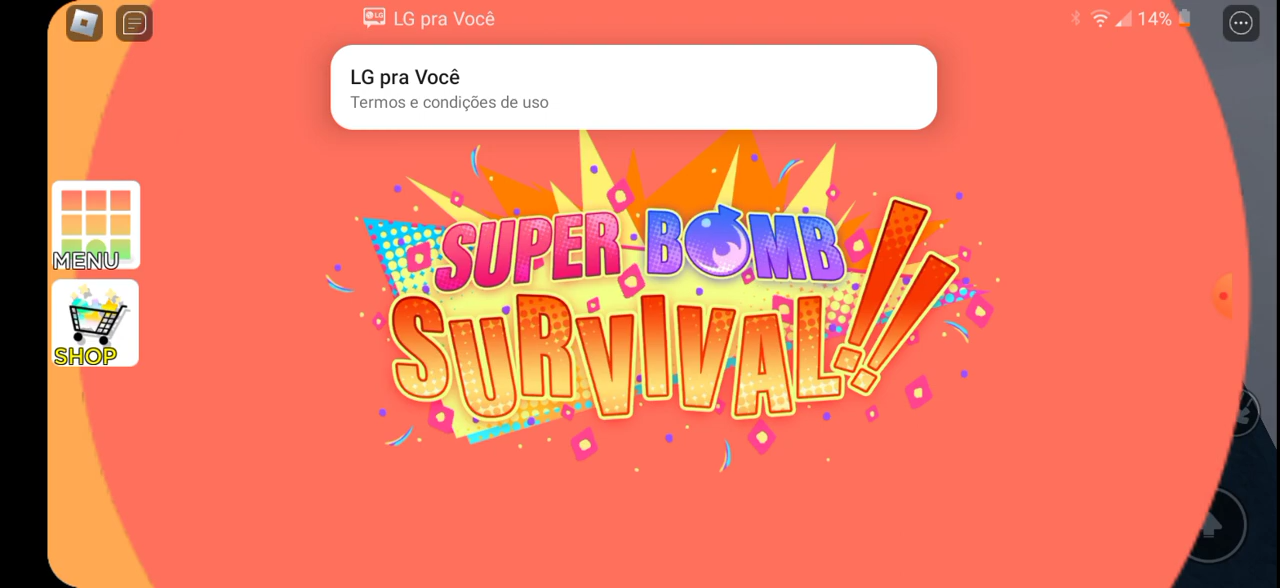 LG pra Você
14%
LG pra Você
Termos e condições de uso
SUPER BOMB
SURVIVAL!!
MENU
SHOP